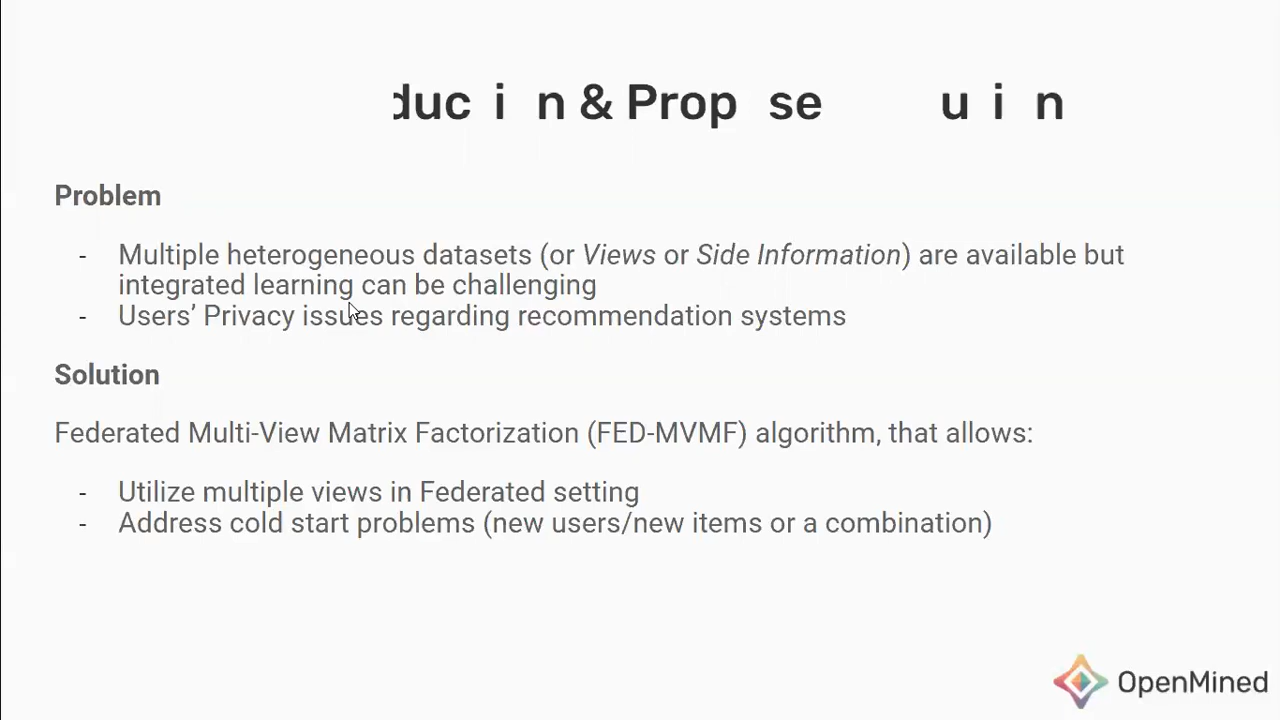 duc i n & Prop se u i n
Problem
- Multiple heterogeneous datasets (or Views or Side Information) are available but
integrated learning can be challenging
- Users’ Privacy issues regarding recommendation systems
Solution
Federated Multi-View Matrix Factorization (FED-MVMF) algorithm, that allows:
- Utilize multiple views in Federated setting
- Address cold start problems (new users/new items or a combination)
OpenMined